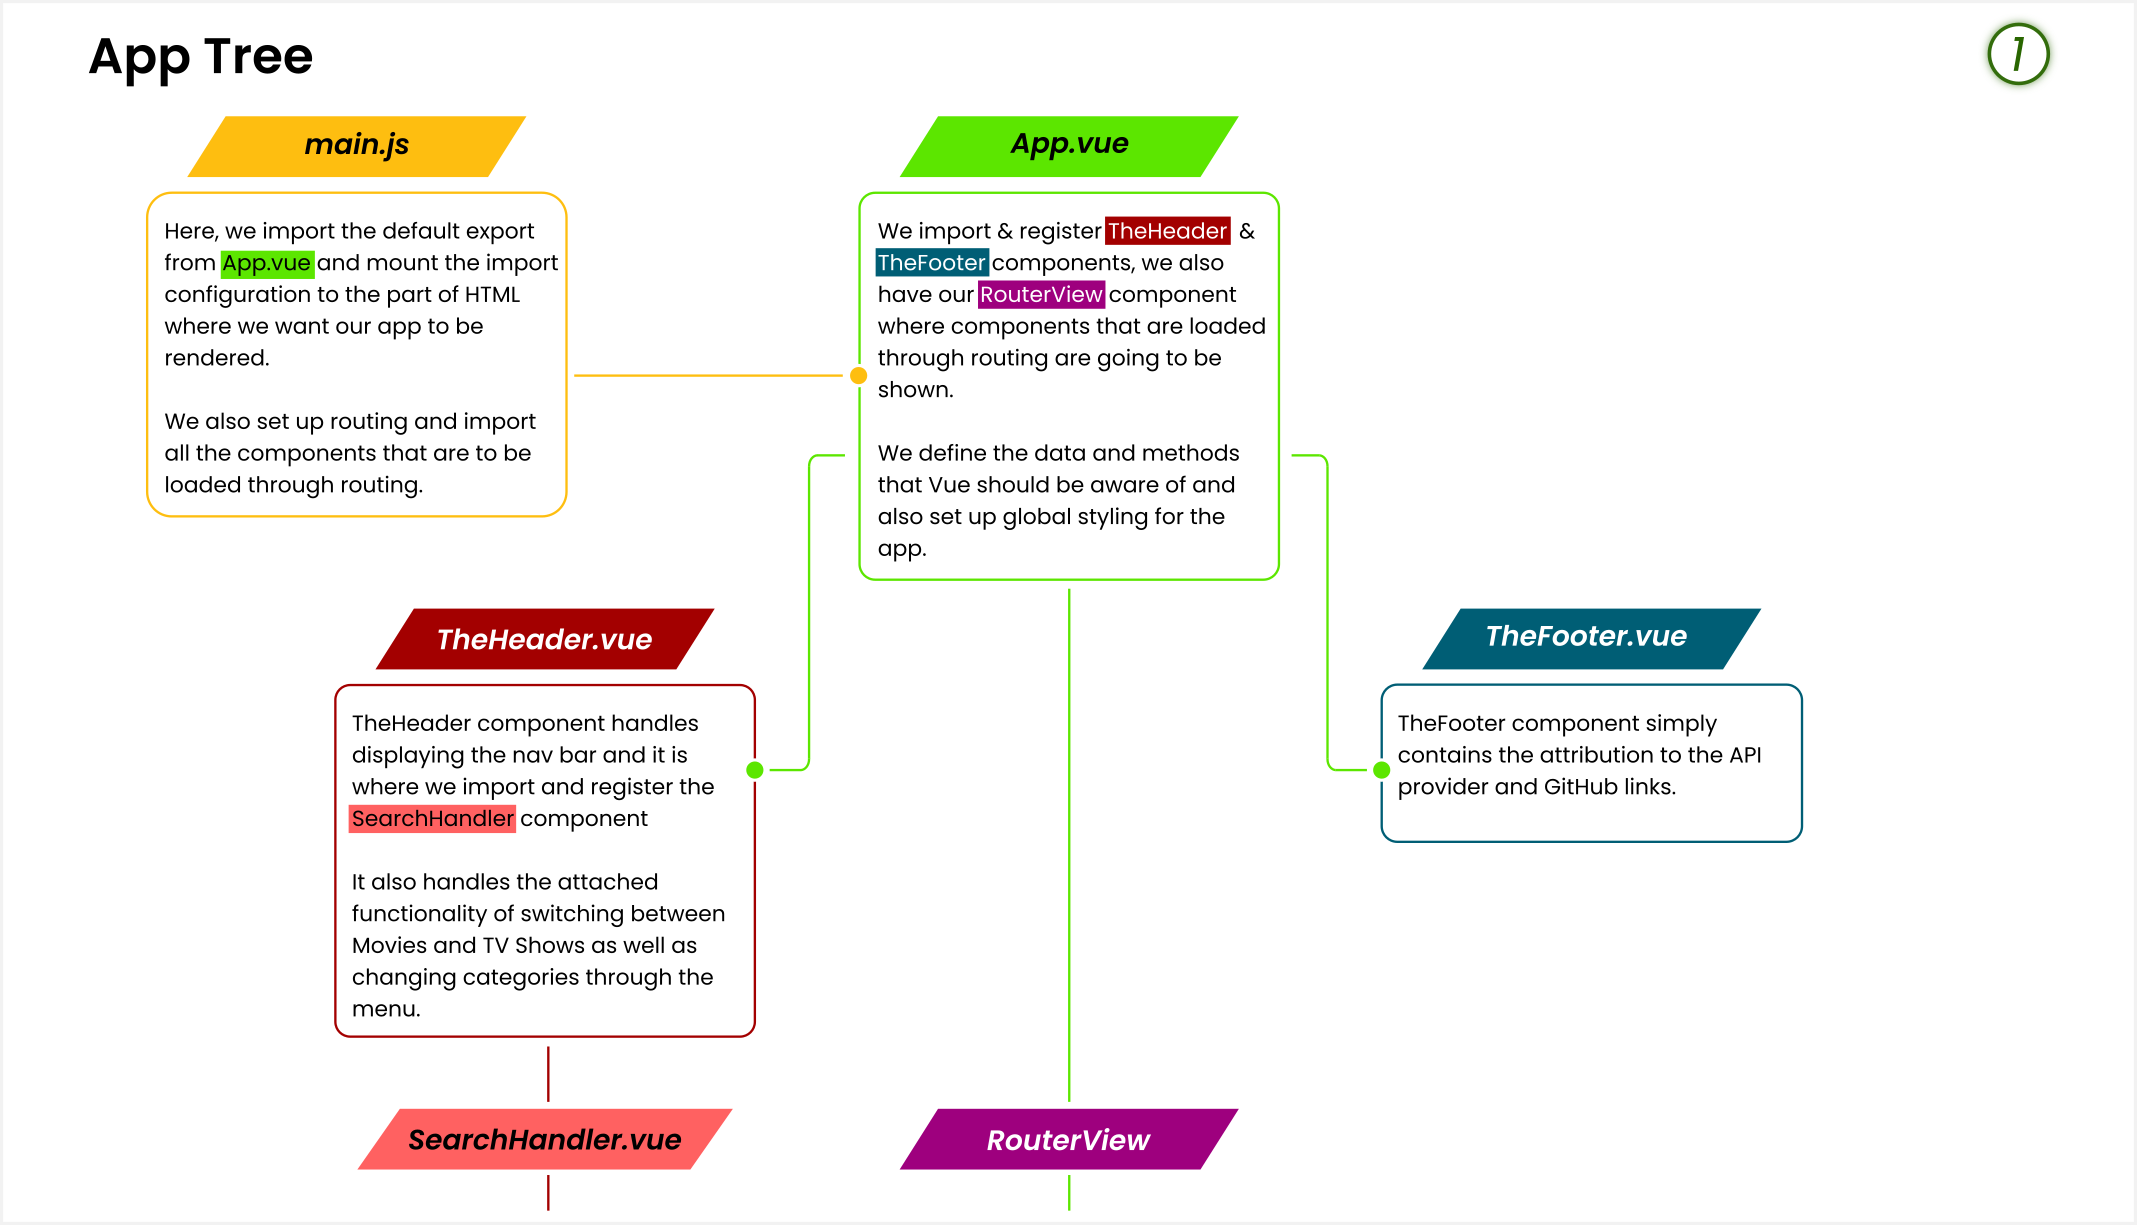 App Tree
1
main.js
Here, we import the default export
from App.vue and mount the import
configuration to the part of HTML
where we want our app to be
rendered.
We also set up routing and import
all the components that are to be
loaded through routing.
App.vue
We import & register TheHeader &
TheFooter components, we also
have our RouterView component
where components that are loaded
through routing are going to be
shown.
We define the data and methods
that Vue should be aware of and
also set up global styling for the
app.
TheHeader.vue
TheHeader component handles
displaying the nav bar and it is
where we import and register the
SearchHandler component
It also handles the attached
functionality of switching between
Movies and TV Shows as well as
changing categories through the
menu.
TheFooter.vue
TheFooter component simply
contains the attribution to the API
provider and GitHub links.
SearchHandler.vue
RouterView